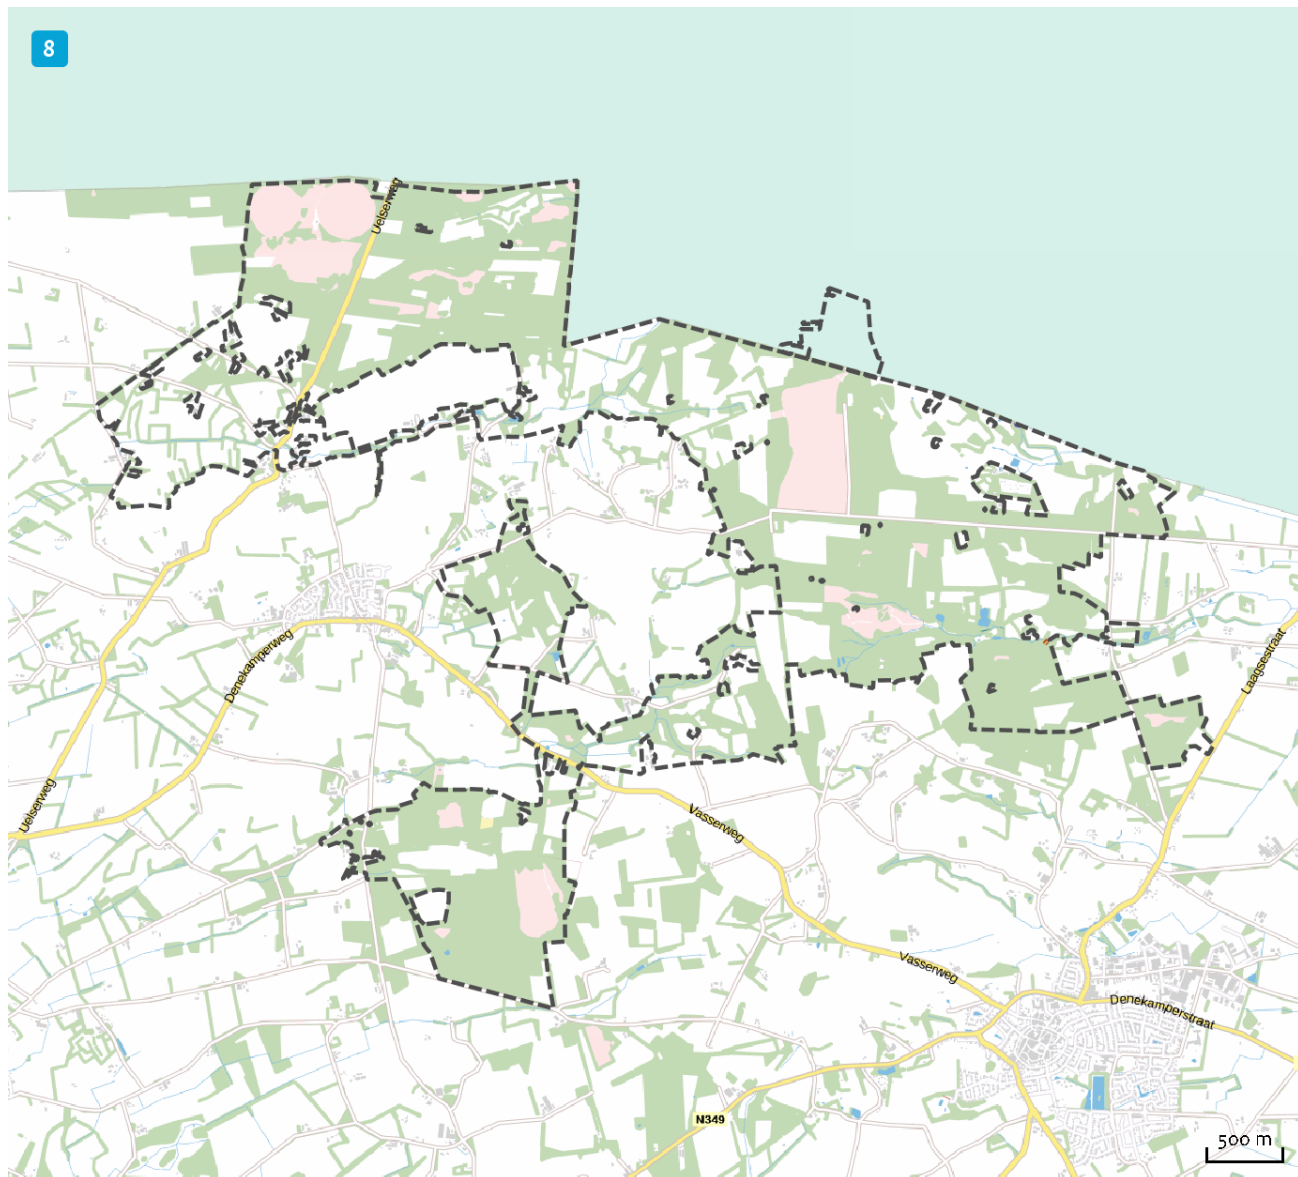 8
Uelserweg
Denekamperweg
Laagsestraat
Uelserweg
Vasserweg
Vasserweg
Denekamperstraat
N349
500 m